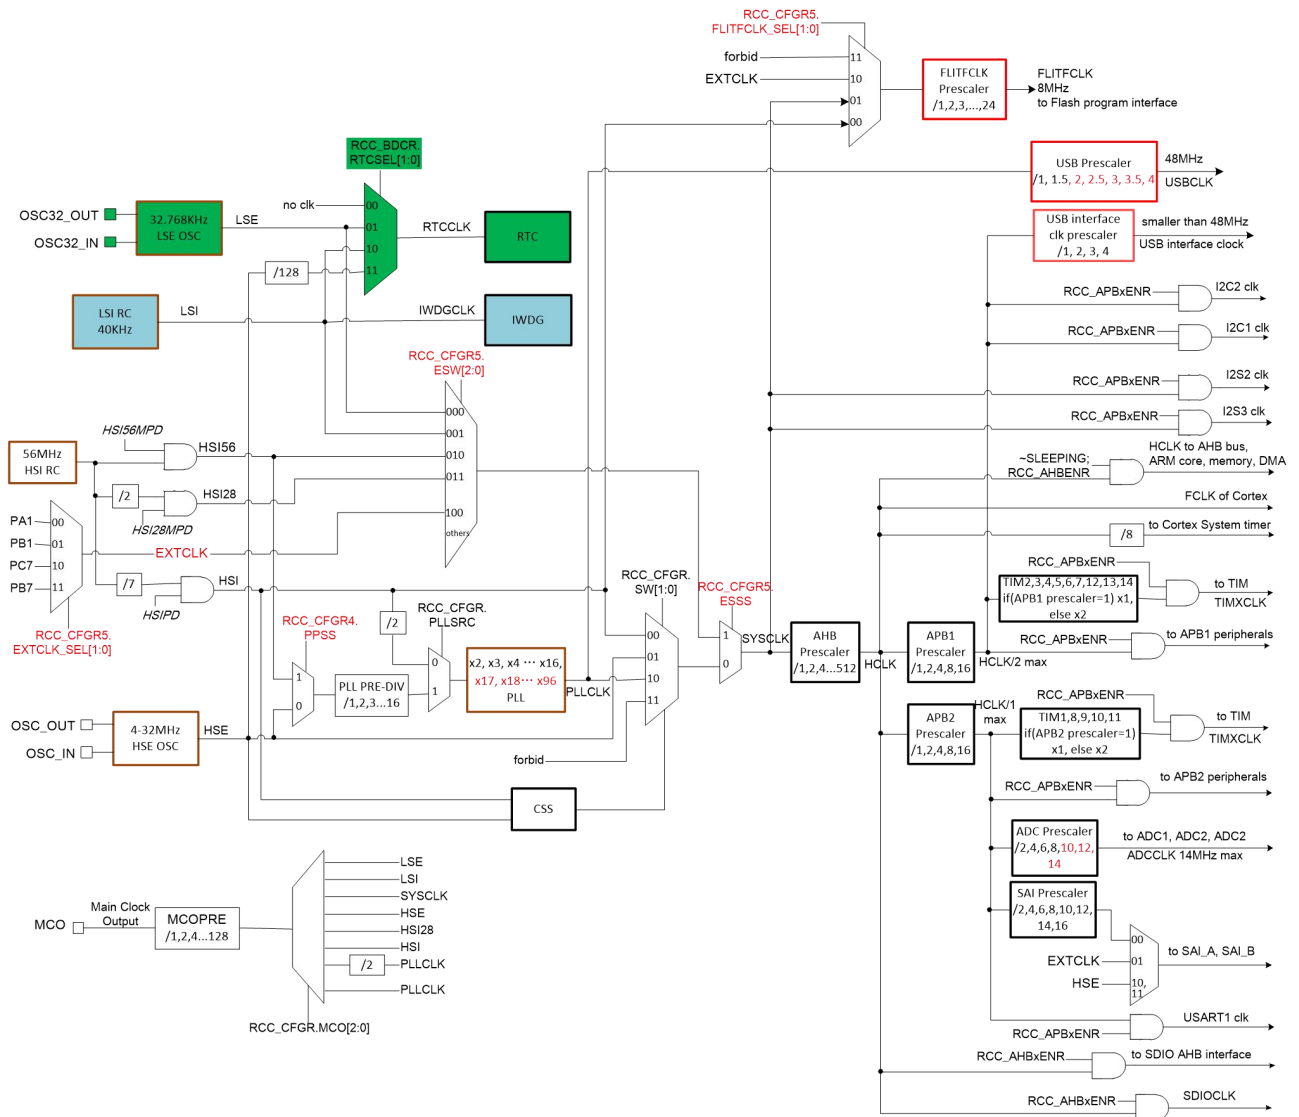 RCC_CFGR5.
FLITFCLK_SEL[1:0]
forbid
11
EXTCLK
10
01
00
FLITFCLK
Prescaler
/1,2,3,...,24
FLITFCLK
8MHz
to Flash program interface
RCC_BDCR.
RTCSEL[1:0]
USB Prescaler
/1, 1.5, 2, 2.5, 3, 3.5, 4
48MHz
USBCLK
OSC32_OUT
OSC32_IN
32.768KHz
LSE OSC
LSE
no clk
00
01
10
11
/128
RTCCLK
RTC
USB interface
clk prescaler
/1, 2, 3, 4
smaller than 48MHz
USB interface clock
LSI RC
40KHz
LSI
IWDGCLK
IWDG
RCC_APBxENR
I2C2 clk
RCC_APBxENR
I2C1 clk
RCC_APBxENR
I2S2 clk
RCC_APBxENR
I2S3 clk
RCC_CFGR5.
ESW[2:0]
000
001
010
011
100
others
HSI56MPD
56MHz
HSI RC
HSI56
/2
HSI28
HSI28MPD
PA1
00
PB1
01
PC7
10
PB7
11
EXTCLK
/7
HSI
HSIPD
RCC_CFGR5.
EXTCLK_SEL[1:0]
~SLEEPING;
RCC_AHBENR
HCLK to AHB bus,
ARM core, memory, DMA
FCLK of Cortex
/8
to Cortex System timer
RCC_APBxENR
TIM2,3,4,5,6,7,12,13,14
if(APB1 prescaler=1) x1,
else x2
to TIM
TIMXCLK
RCC_CFGR4.
PPSS
/2
RCC_CFGR.
PLLSRC
RCC_CFGR.
SW[1:0]
RCC_CFGR5.
ESSS
1
0
PLL PRE-DIV
/1,2,3...16
0
1
x2, x3, x4 ··· x16,
x17, x18··· x96
PLL
PLLCLK
00
01
10
11
1
0
SYSCLK
AHB
Prescaler
/1,2,4...512
HCLK
APB1
Prescaler
/1,2,4,8,16
HCLK/2 max
RCC_APBxENR
to APB1 peripherals
OSC_OUT
OSC_IN
4-32MHz
HSE OSC
HSE
forbid
CSS
APB2
Prescaler
/1,2,4,8,16
HCLK/1
max
RCC_APBxENR
TIM1,8,9,10,11
if(APB2 prescaler=1)
x1, else x2
to TIM
TIMXCLK
RCC_APBxENR
to APB2 peripherals
ADC Prescaler
/2,4,6,8,10,12,
14
to ADC1, ADC2, ADC2
ADCCLK 14MHz max
SAI Prescaler
/2,4,6,8,10,12,
14,16
00
EXTCLK
01
HSE
10,
11
to SAI_A, SAI_B
RCC_APBxENR
USART1 clk
RCC_AHBxENR
to SDIO AHB interface
RCC_AHBxENR
SDIOCLK
MCO
Main Clock
Output
MCOPRE
/1,2,4...128
LSE
LSI
SYSCLK
HSE
HSI28
HSI
/2
PLLCLK
PLLCLK
RCC_CFGR.MCO[2:0]